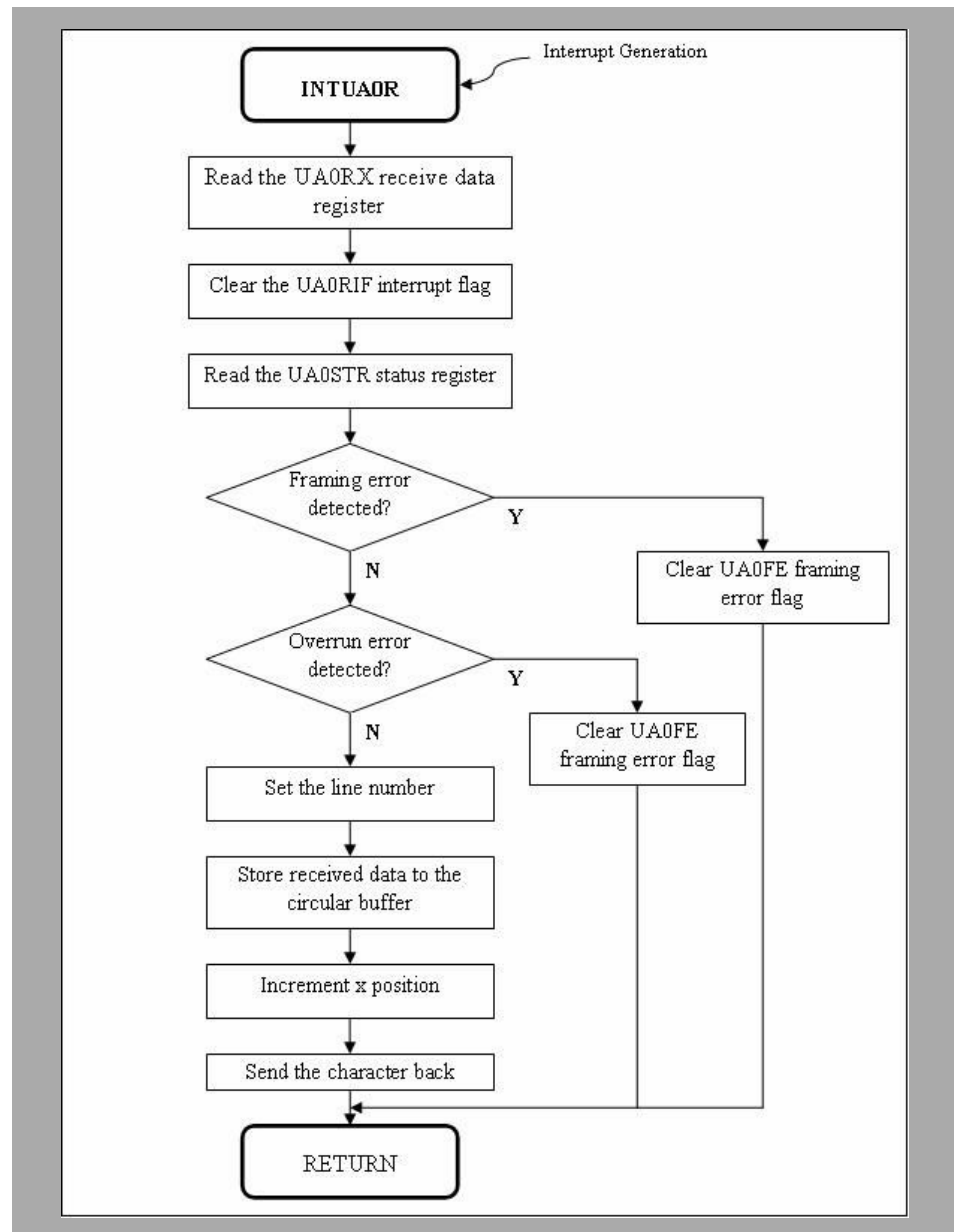 Interrupt Generation
INTUA0R
Read the UA0RX receive data
register
Clear the UA0RIF interrupt flag
Read the UA0STR status register
Framing error
detected?
Y
N
Clear UA0FE framing
error flag
Overrun error
detected?
Y
N
Clear UA0FE
framing error flag
Set the line number
Store received data to the
circular buffer
Increment x position
Send the character back
RETURN